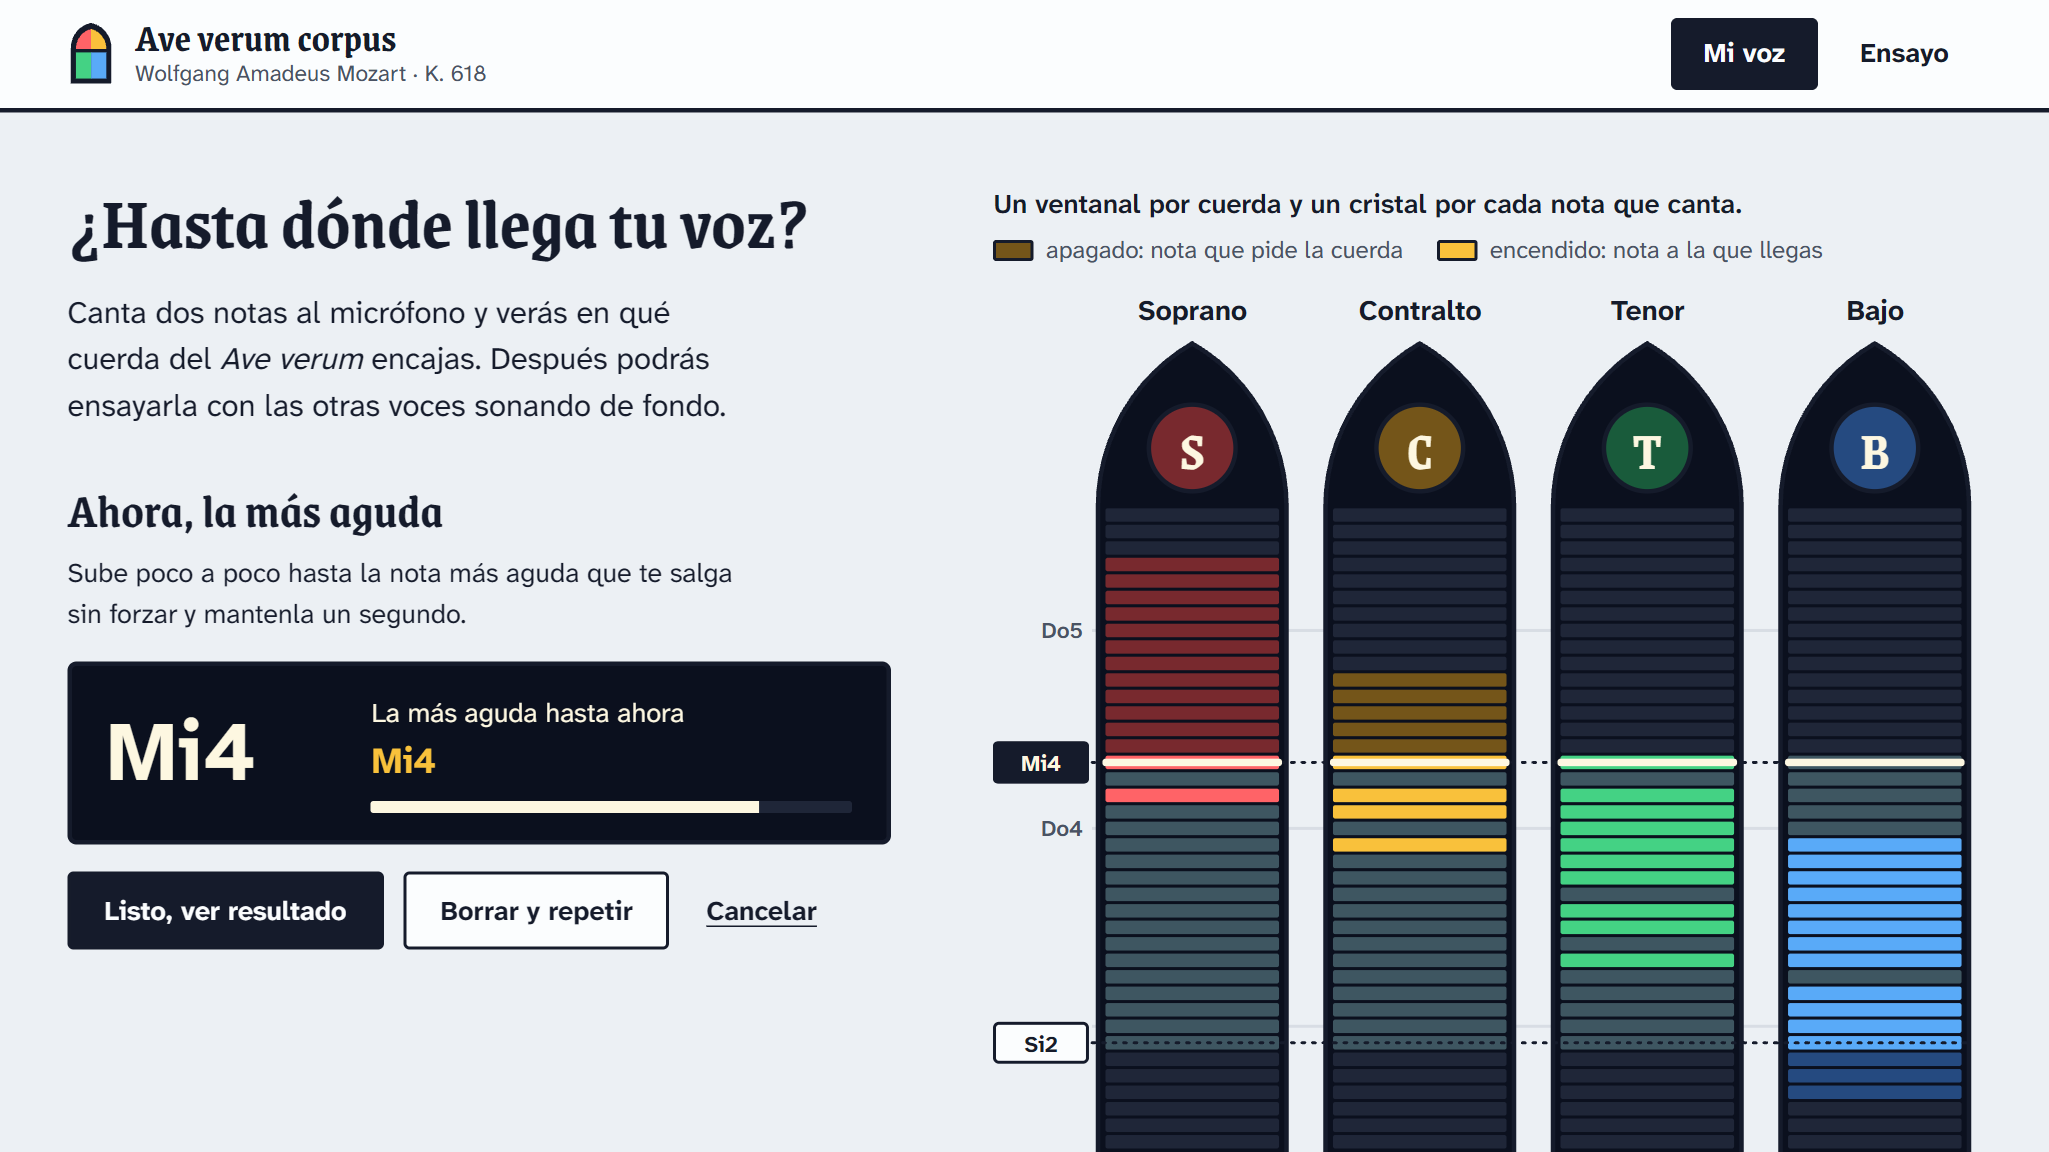 Ave verum corpus
Wolfgang Amadeus Mozart · K. 618
Mi voz
Ensayo
¿Hasta dónde llega tu voz?
Canta dos notas al micrófono y verás en qué
cuerda del Ave verum encajas. Después podrás
ensayarla con las otras voces sonando de fondo.
Ahora, la más aguda
Sube poco a poco hasta la nota más aguda que te salga
sin forzar y mantenla un segundo.
Mi4
La más aguda hasta ahora
Mi4
Listo, ver resultado
Borrar y repetir
Cancelar
Un ventanal por cuerda y un cristal por cada nota que canta.
apagado: nota que pide la cuerda
encendido: nota a la que llegas
Soprano
Contralto
Tenor
Bajo
S
C
T
B
Do5
Mi4
Do4
Si2